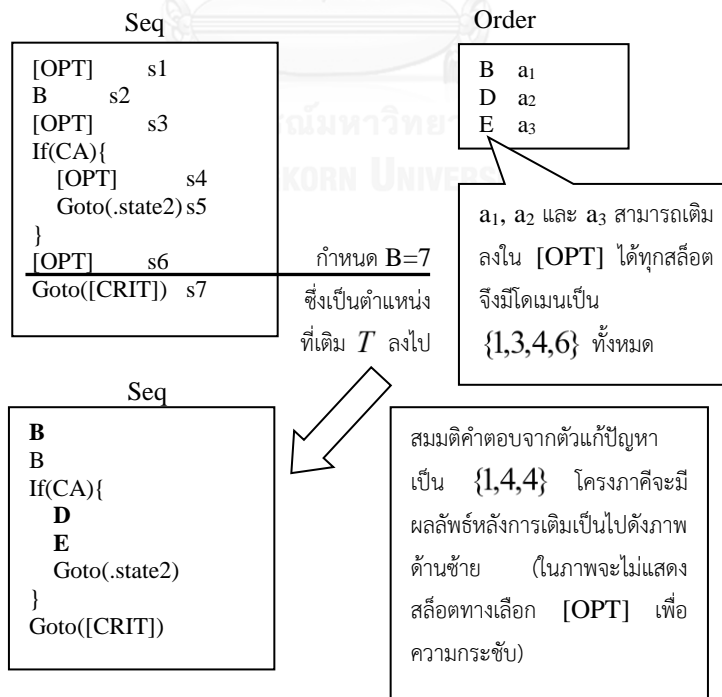 Seq
[OPT] s1
B s2
[OPT] s3
If(CA){
[OPT] s4
Goto(.state2) s5
}
[OPT] s6
Goto([CRIT]) s7
Order
B a1
D a2
E a3
กำหนด B=7
ซึ่งเป็นตำแหน่ง
ที่เติม T ลงไป
a1, a2 และ a3 สามารถเติม
ลงใน [OPT] ได้ทุกสล็อต
จึงมีโดเมนเป็น
{1,3,4,6} ทั้งหมด
Seq
B
B
If(CA){
D
E
Goto(.state2)
}
Goto([CRIT])
สมมติคำตอบจากตัวแก้ปัญหา
เป็น {1,4,4} โครงภาคีจะมี
ผลลัพธ์หลังการเติมเป็นไปดังภาพ
ด้านซ้าย (ในภาพจะไม่แสดง
สล็อตทางเลือก [OPT] เพื่อ
ความกระชับ)